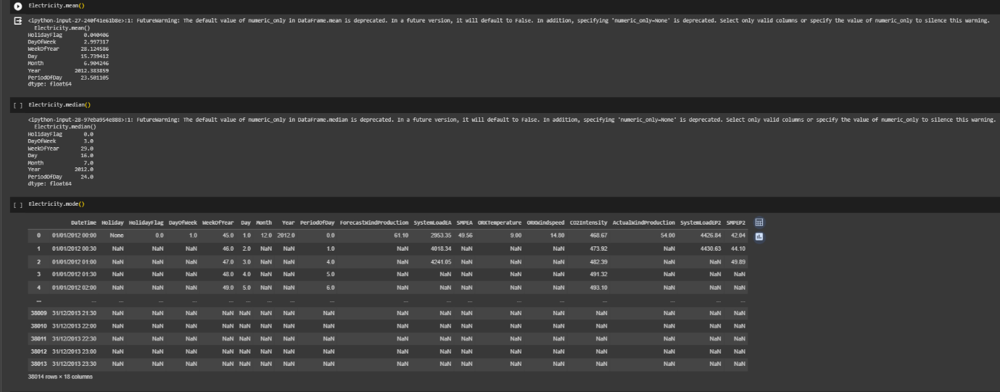 Electricity.mean()
<ipython-input-27-240f41e61b8e>:1: FutureWarning: The default value of numeric_only in DataFrame.mean is deprecated. In a future version, it will default to False. In addition, specifying 'numeric_only=None' is deprecated. Select only valid columns or specify the value of numeric_only to silence this warning.
Electricity.mean()
HolidayFlag 0.040406
DayOfWeek 2.997317
WeekOfYear 28.124586
Day 15.739412
Month 6.904246
Year 2012.383859
PeriodOfDay 23.501105
dtype: float64
[ ] Electricity.median()
<ipython-input-28-97eba954e888>:1: FutureWarning: The default value of numeric_only in DataFrame.median is deprecated. In a future version, it will default to False. In addition, specifying 'numeric_only=None' is deprecated. Select only valid columns or specify the value of numeric_only to silence this warning.
Electricity.median()
HolidayFlag 0.0
DayOfWeek 3.0
WeekOfYear 29.0
Day 16.0
Month 7.0
Year 2012.0
PeriodOfDay 24.0
dtype: float64
[ ] Electricity.mode()
DateTime Holiday HolidayFlag DayOfWeek WeekOfYear Day Month Year PeriodOfDay ForecastWindProduction SystemLoadEA SMPEA ORKTemperature ORKWindspeed CO2Intensity ActualWindProduction SystemLoadEP2 SMPEP2
0 01/01/2012 00:00 None 0.0 1.0 45.0 1.0 12.0 2012.0 0.0 61.10 2953.35 49.56 9.00 14.80 468.67 54.00 4426.84 42.04
1 01/01/2012 00:30 NaN NaN NaN 46.0 2.0 NaN NaN 1.0 NaN 4018.34 NaN NaN NaN 473.92 NaN 4430.63 44.10
2 01/01/2012 01:00 NaN NaN NaN 47.0 3.0 NaN NaN 4.0 NaN 4241.05 NaN NaN NaN 482.39 NaN NaN 49.89
3 01/01/2012 01:30 NaN NaN NaN 48.0 4.0 NaN NaN 5.0 NaN NaN NaN NaN NaN 491.32 NaN NaN NaN
4 01/01/2012 02:00 NaN NaN NaN 49.0 5.0 NaN NaN 6.0 NaN NaN NaN NaN NaN 493.10 NaN NaN NaN
... ... ... ... ... ... ... ... ... ... ... ... ... ... ... ... ... ... ...
38009 31/12/2013 21:30 NaN NaN NaN NaN NaN NaN NaN NaN NaN NaN NaN NaN NaN NaN NaN NaN NaN
38010 31/12/2013 22:00 NaN NaN NaN NaN NaN NaN NaN NaN NaN NaN NaN NaN NaN NaN NaN NaN NaN
38011 31/12/2013 22:30 NaN NaN NaN NaN NaN NaN NaN NaN NaN NaN NaN NaN NaN NaN NaN NaN NaN
38012 31/12/2013 23:00 NaN NaN NaN NaN NaN NaN NaN NaN NaN NaN NaN NaN NaN NaN NaN NaN NaN
38013 31/12/2013 23:30 NaN NaN NaN NaN NaN NaN NaN NaN NaN NaN NaN NaN NaN NaN NaN NaN NaN
38014 rows × 18 columns